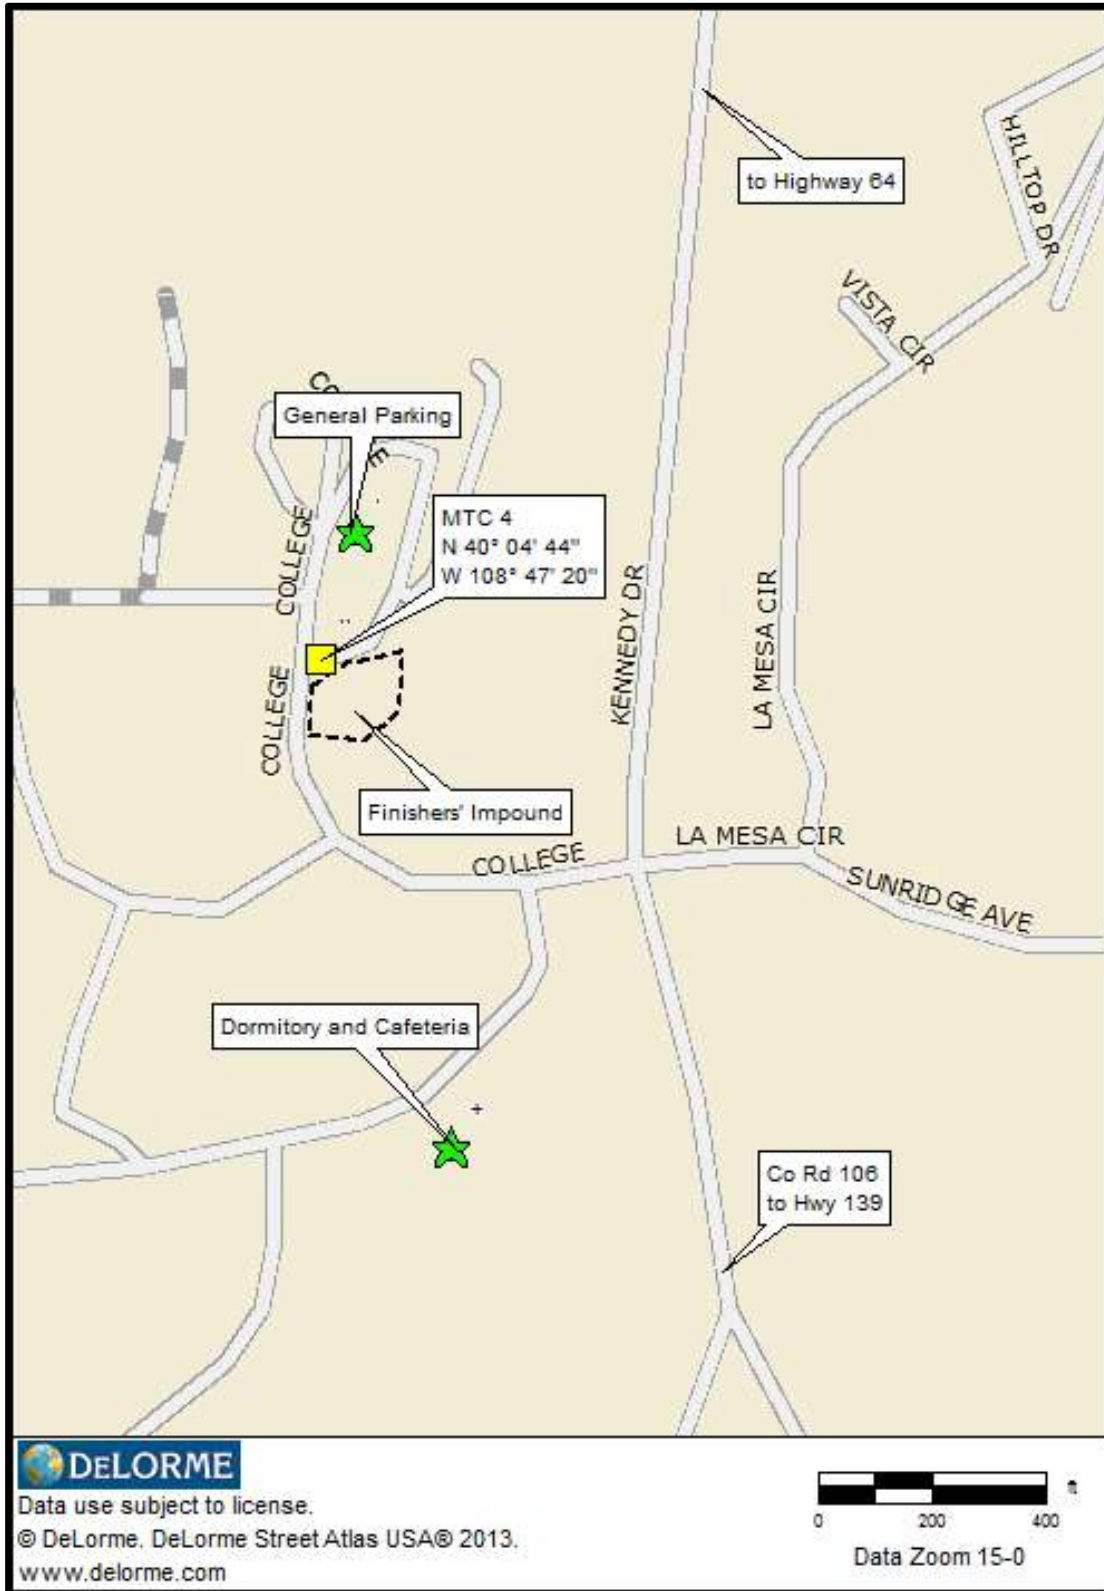 to Highway 64
HILLTOP DR
VISTA CIR
General Parking
COLLEGE
MTC 4
N 40° 04' 44"
W 108° 47' 20"
COLLEGE
KENNEDY DR
LA MESA CIR
Finishers' Impound
LA MESA CIR
COLLEGE
SUNRIDGE AVE
Dormitory and Cafeteria
Co Rd 106
to Hwy 139
DELORME
Data use subject to license.
© DeLorme. DeLorme Street Atlas USA® 2013.
www.delorme.com
ft
0 200 400
Data Zoom 15-0